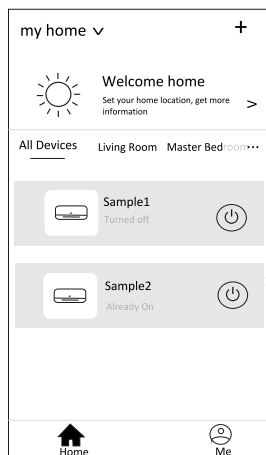 my home
Welcome home
Set your home location, get more
information
All Devices Living Room Master Bedroom
Sample1
Turned off
Sample2
Already On
Home Me